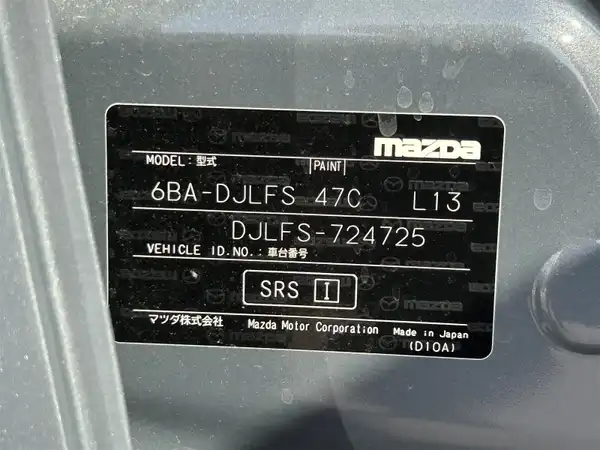 mazda
MODEL:型式 PAINT
6BA-DJLFS 47C L13
DJLFS-724725
VEHICLE ID.NO.:車台番号
SRS I
マツダ株式会社 Mazda Motor Corporation Made in Japan
(D10A)